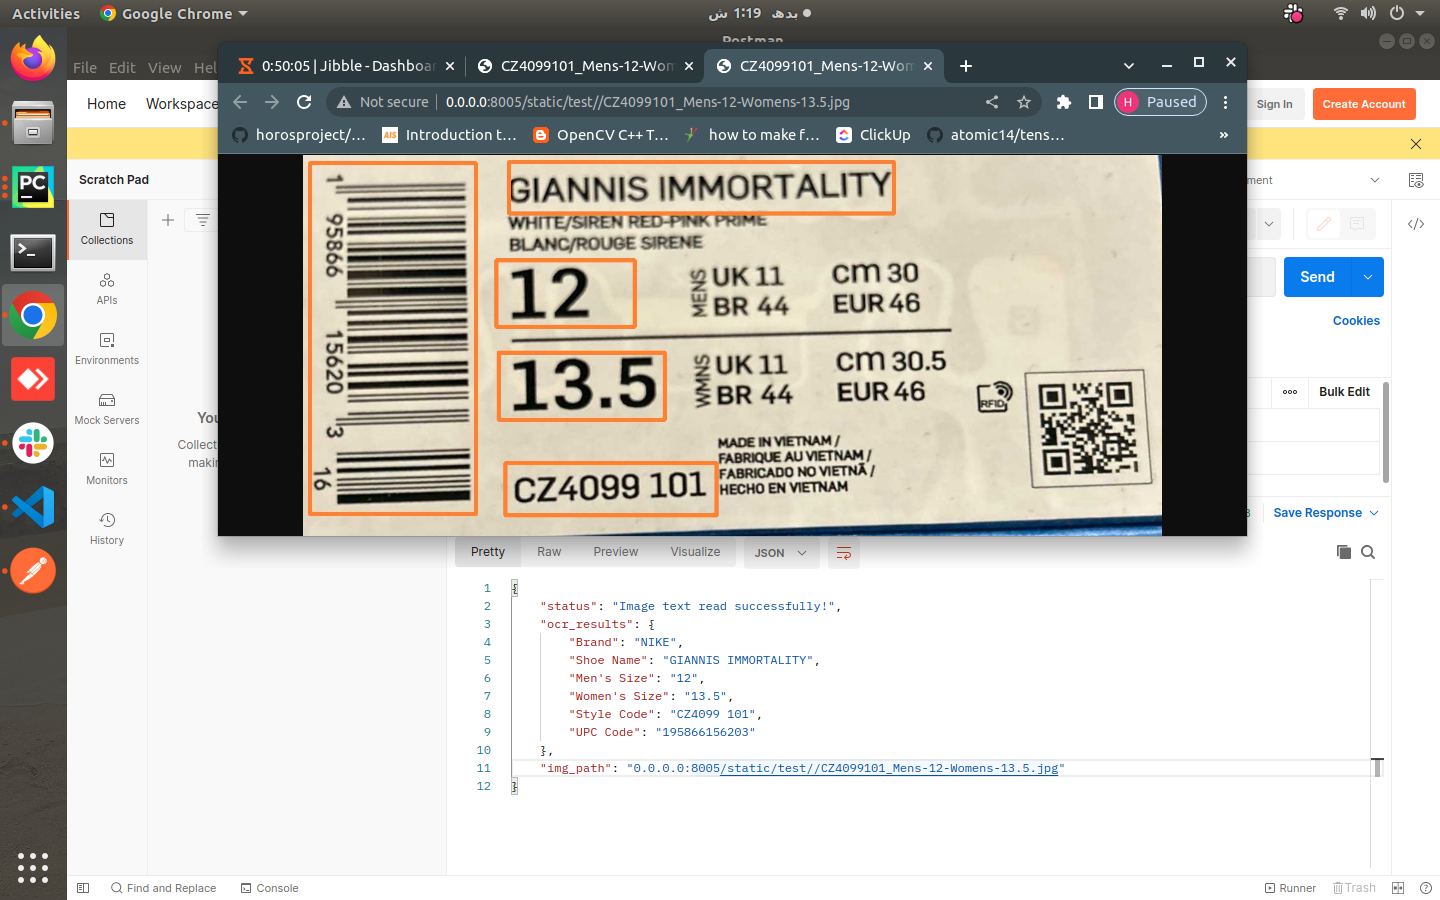 Activities
Google Chrome
بدھ 1:19 ش
Postman
File Edit View Hel
0:50:05 | Jibble - Dashboar
CZ4099101_Mens-12-Wom
CZ4099101_Mens-12-Wom
Not secure
0.0.0.0:8005/static/test//CZ4099101_Mens-12-Womens-13.5.jpg
H Paused
horosproject/...
AIS Introduction t...
OpenCV C++ T...
how to make f...
ClickUp
atomic14/tens...
»
Home Workspace
Sign In
Create Account
Scratch Pad
ment
Collections
APIs
Environments
Mock Servers
Monitors
History
You
Collect
makin
Send
Cookies
Bulk Edit
Save Response
GIANNIS IMMORTALITY
WHITE/SIREN RED-PINK PRIME
BLANC/ROUGE SIRENE
12
MENS
UK 11
BR 44
cm 30
EUR 46
13.5
WMNS
UK 11
BR 44
cm 30.5
EUR 46
RFID
CZ4099 101
MADE IN VIETNAM /
FABRIQUE AU VIETNAM /
FABRICADO NO VIETNÃ /
HECHO EN VIETNAM
1 95866 15620 3
16
Pretty Raw Preview Visualize JSON
1 {
2 "status": "Image text read successfully!",
3 "ocr_results": {
4 "Brand": "NIKE",
5 "Shoe Name": "GIANNIS IMMORTALITY",
6 "Men's Size": "12",
7 "Women's Size": "13.5",
8 "Style Code": "CZ4099 101",
9 "UPC Code": "195866156203"
10 },
11 "img_path": "0.0.0.0:8005/static/test//CZ4099101_Mens-12-Womens-13.5.jpg"
12 }
Find and Replace
Console
Runner
Trash
PC